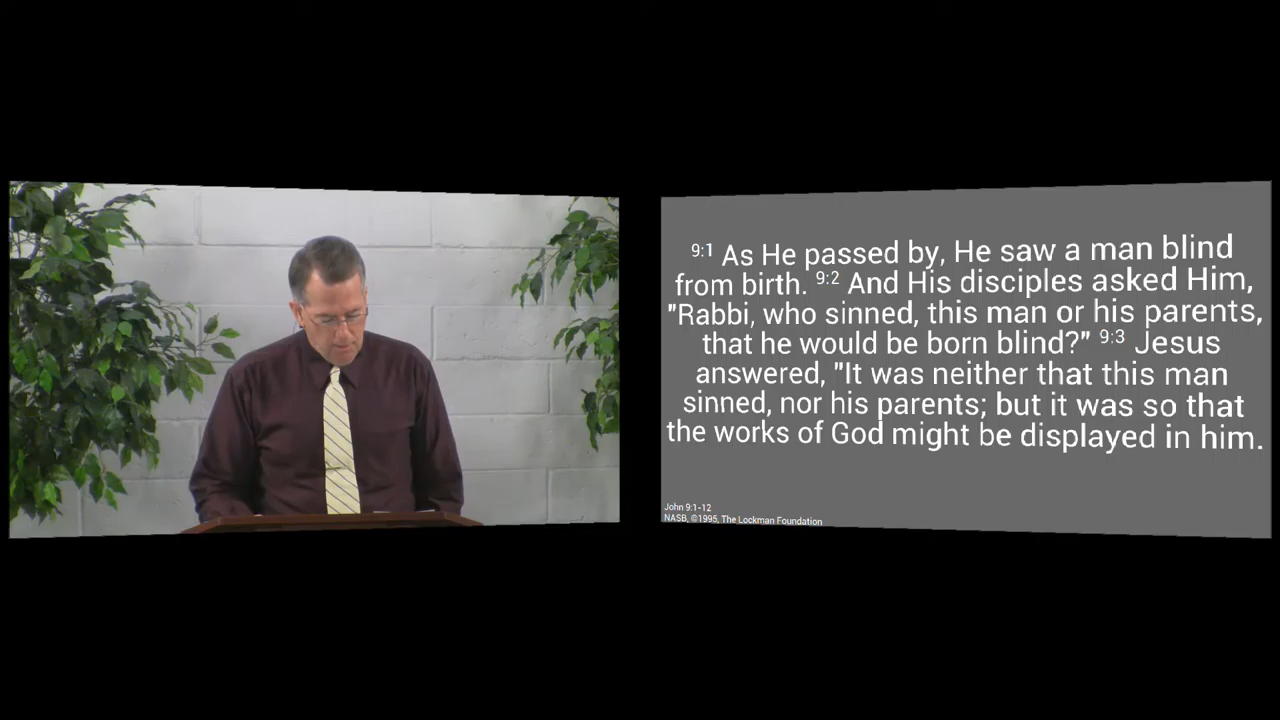 9:1 As He passed by, He saw a man blind
from birth. 9:2 And His disciples asked Him,
"Rabbi, who sinned, this man or his parents,
that he would be born blind?" 9:3 Jesus
answered, "It was neither that this man
sinned, nor his parents; but it was so that
the works of God might be displayed in him.
John 9:1-12
NASB, ©1995, The Lockman Foundation